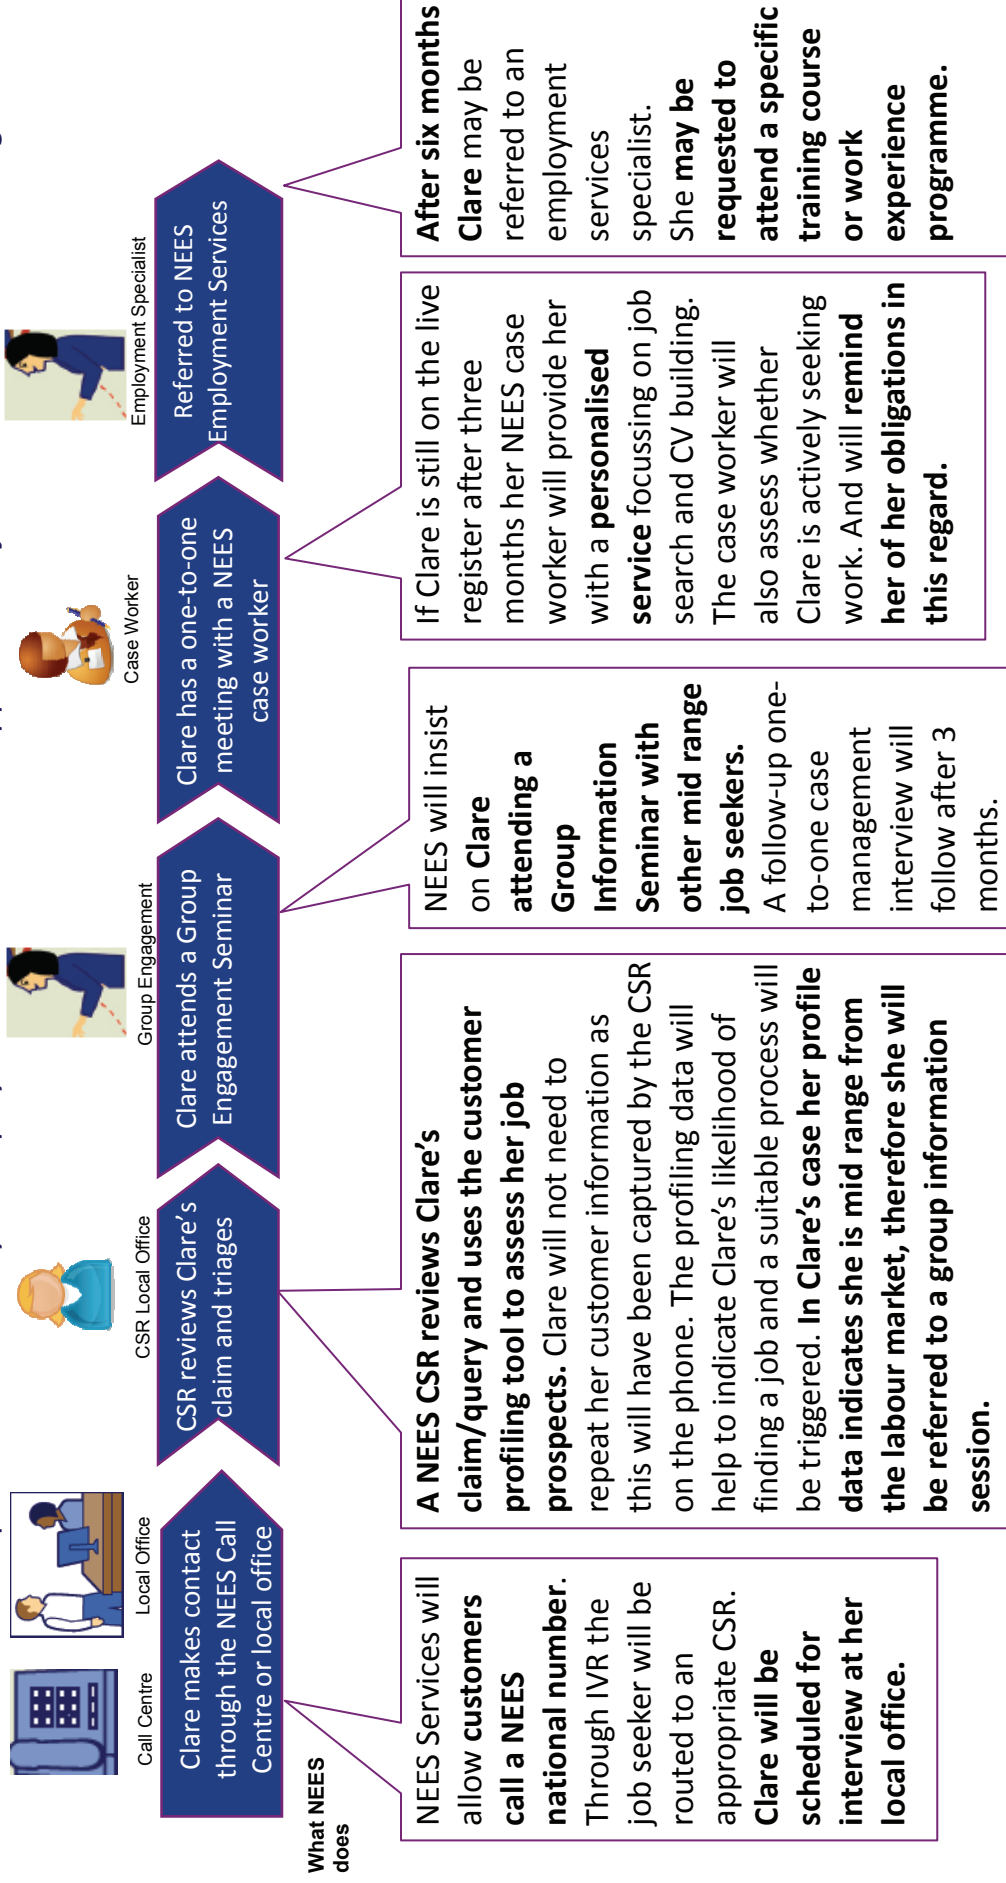 Call Centre
Local Office
CSR Local Office
Group Engagement
Case Worker
Employment Specialist
Clare makes contact
through the NEES Call
Centre or local office
CSR reviews Clare’s
claim and triages
Clare attends a Group
Engagement Seminar
Clare has a one-to-one
meeting with a NEES
case worker
Referred to NEES
Employment Services
What NEES
does
NEES Services will
allow customers
call a NEES
national number.
Through IVR the
job seeker will be
routed to an
appropriate CSR.
Clare will be
scheduled for
interview at her
local office.
A NEES CSR reviews Clare’s
claim/query and uses the customer
profiling tool to assess her job
prospects. Clare will not need to
repeat her customer information as
this will have been captured by the CSR
on the phone. The profiling data will
help to indicate Clare’s likelihood of
finding a job and a suitable process will
be triggered. In Clare’s case her profile
data indicates she is mid range from
the labour market, therefore she will
be referred to a group information
session.
NEES will insist
on Clare
attending a
Group
Information
Seminar with
other mid range
job seekers.
A follow-up one-
to-one case
management
interview will
follow after 3
months.
If Clare is still on the live
register after three
months her NEES case
worker will provide her
with a personalised
service focussing on job
search and CV building.
The case worker will
also assess whether
Clare is actively seeking
work. And will remind
her of her obligations in
this regard.
After six months
Clare may be
referred to an
employment
services
specialist.
She may be
requested to
attend a specific
training course
or work
experience
programme.